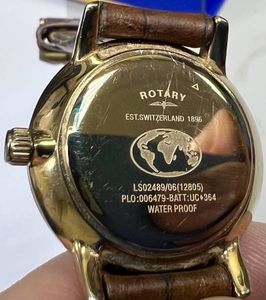 ROTARY
EST.SWITZERLAND 1895
LS02489/06(12805)
PLO:006479-BATT:UC+364
WATER PROOF